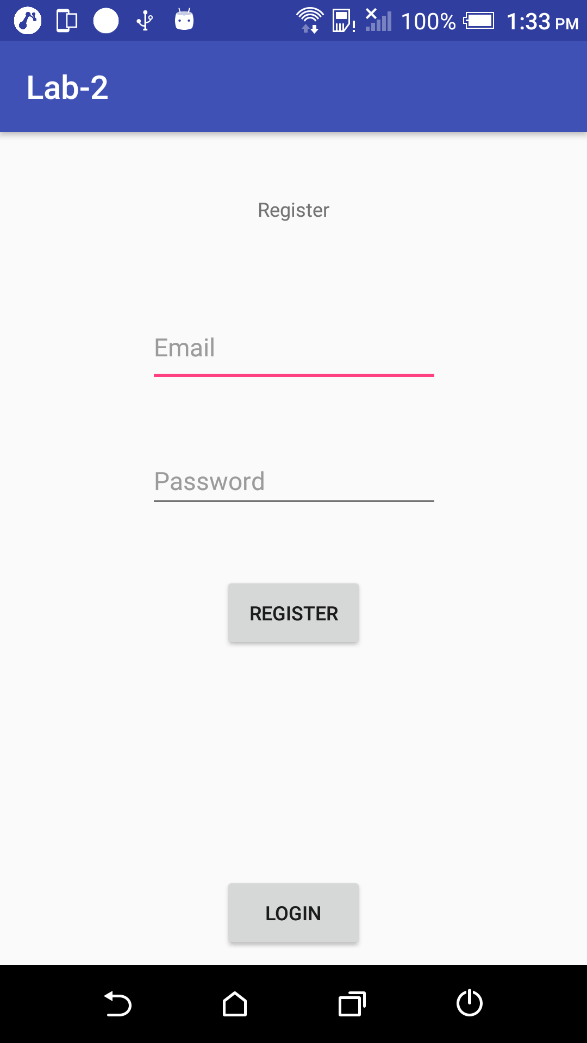 100% 1:33 PM
Lab-2
Register
Email
Password
REGISTER
LOGIN